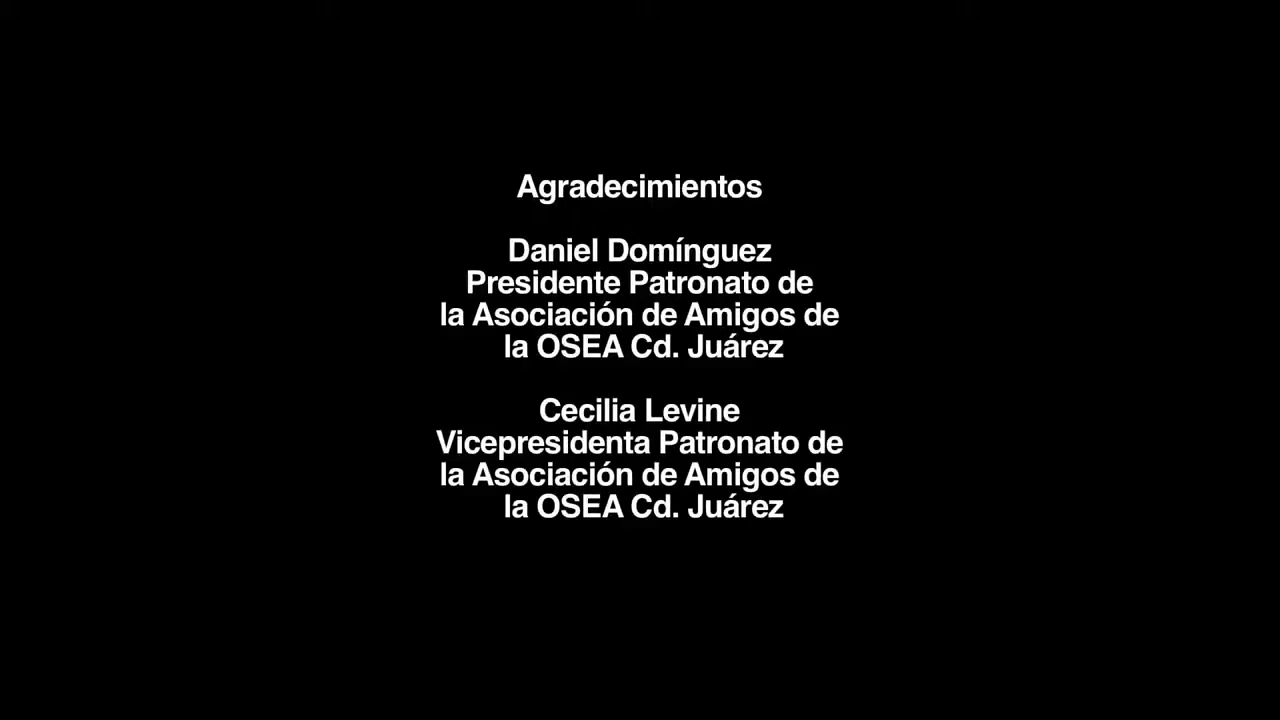 Agradecimientos
Daniel Domínguez
Presidente Patronato de
la Asociación de Amigos de
la OSEA Cd. Juárez
Cecilia Levine
Vicepresidenta Patronato de
la Asociación de Amigos de
la OSEA Cd. Juárez